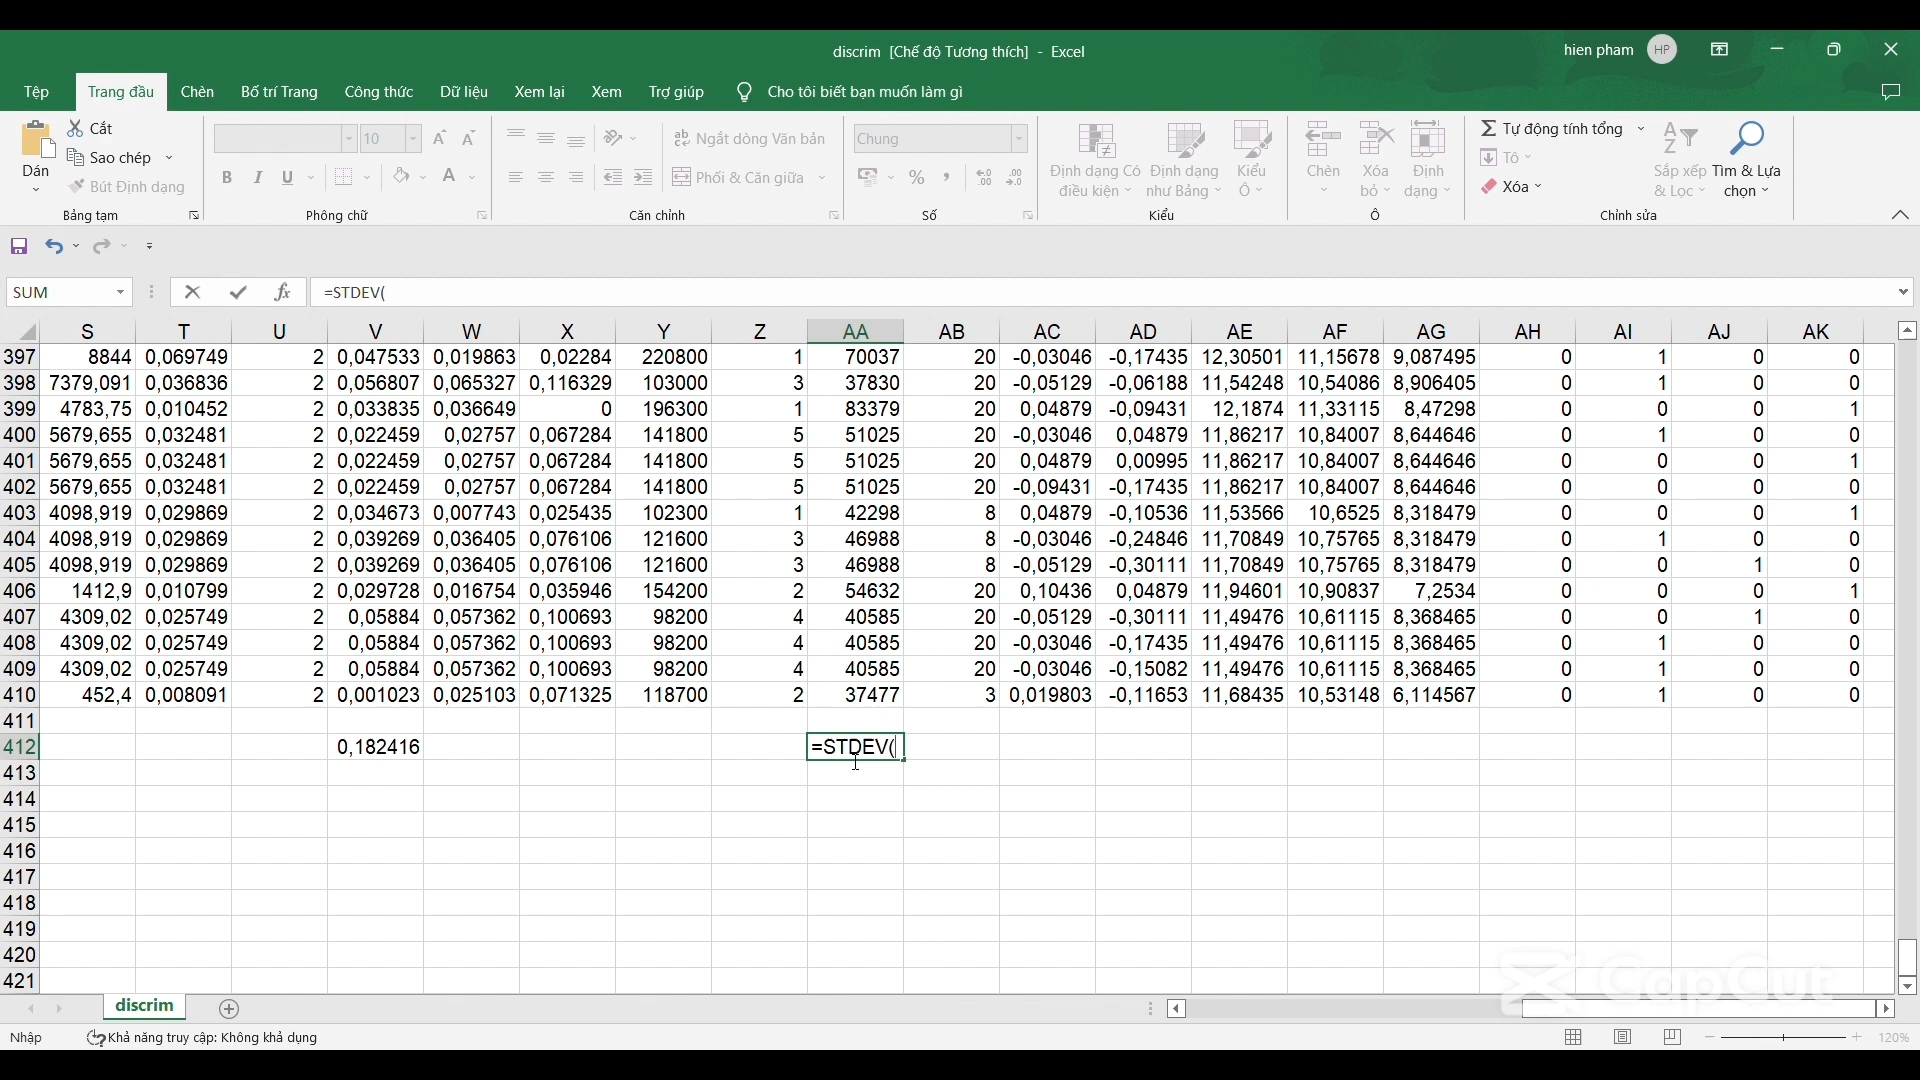 discrim [Chế độ Tương thích] - Excel
hien pham HP
Tệp Trang đầu Chèn Bố trí Trang Công thức Dữ liệu Xem lại Xem Trợ giúp Cho tôi biết bạn muốn làm gì
Dán
Cắt
Sao chép
Bút Định dạng
Bảng tạm
10
B I U
Phông chữ
Ngắt dòng Văn bản
Phối & Căn giữa
Căn chỉnh
Chung
Số
Định dạng Có điều kiện
Định dạng như Bảng
Kiểu Ô
Kiểu
Chèn
Xóa bỏ
Định dạng
Ô
Tự động tính tổng
Tô
Xóa
Sắp xếp & Lọc
Tìm & Lựa chọn
Chỉnh sửa
SUM fx =STDEV(
S T U V W X Y Z AA AB AC AD AE AF AG AH AI AJ AK
397 8844 0,069749 2 0,047533 0,019863 0,02284 220800 1 70037 20 -0,03046 -0,17435 12,30501 11,15678 9,087495 0 1 0 0
398 7379,091 0,036836 2 0,056807 0,065327 0,116329 103000 3 37830 20 -0,05129 -0,06188 11,54248 10,54086 8,906405 0 1 0 0
399 4783,75 0,010452 2 0,033835 0,036649 0 196300 1 83379 20 0,04879 -0,09431 12,1874 11,33115 8,47298 0 0 0 1
400 5679,655 0,032481 2 0,022459 0,02757 0,067284 141800 5 51025 20 -0,03046 0,04879 11,86217 10,84007 8,644646 0 1 0 0
401 5679,655 0,032481 2 0,022459 0,02757 0,067284 141800 5 51025 20 0,04879 0,00995 11,86217 10,84007 8,644646 0 0 0 1
402 5679,655 0,032481 2 0,022459 0,02757 0,067284 141800 5 51025 20 -0,09431 -0,17435 11,86217 10,84007 8,644646 0 0 0 0
403 4098,919 0,029869 2 0,034673 0,007743 0,025435 102300 1 42298 8 0,04879 -0,10536 11,53566 10,6525 8,318479 0 0 0 1
404 4098,919 0,029869 2 0,039269 0,036405 0,076106 121600 3 46988 8 -0,03046 -0,24846 11,70849 10,75765 8,318479 0 1 0 0
405 4098,919 0,029869 2 0,039269 0,036405 0,076106 121600 3 46988 8 -0,05129 -0,30111 11,70849 10,75765 8,318479 0 0 1 0
406 1412,9 0,010799 2 0,029728 0,016754 0,035946 154200 2 54632 20 0,10436 0,04879 11,94601 10,90837 7,2534 0 0 0 1
407 4309,02 0,025749 2 0,05884 0,057362 0,100693 98200 4 40585 20 -0,05129 -0,30111 11,49476 10,61115 8,368465 0 0 1 0
408 4309,02 0,025749 2 0,05884 0,057362 0,100693 98200 4 40585 20 -0,03046 -0,17435 11,49476 10,61115 8,368465 0 1 0 0
409 4309,02 0,025749 2 0,05884 0,057362 0,100693 98200 4 40585 20 -0,03046 -0,15082 11,49476 10,61115 8,368465 0 1 0 0
410 452,4 0,008091 2 0,001023 0,025103 0,071325 118700 2 37477 3 0,019803 -0,11653 11,68435 10,53148 6,114567 0 1 0 0
411
412 0,182416 =STDEV(
413
414
415
416
417
418
419
420
421
CapCut
discrim
Nhập Khả năng truy cập: Không khả dụng 120%